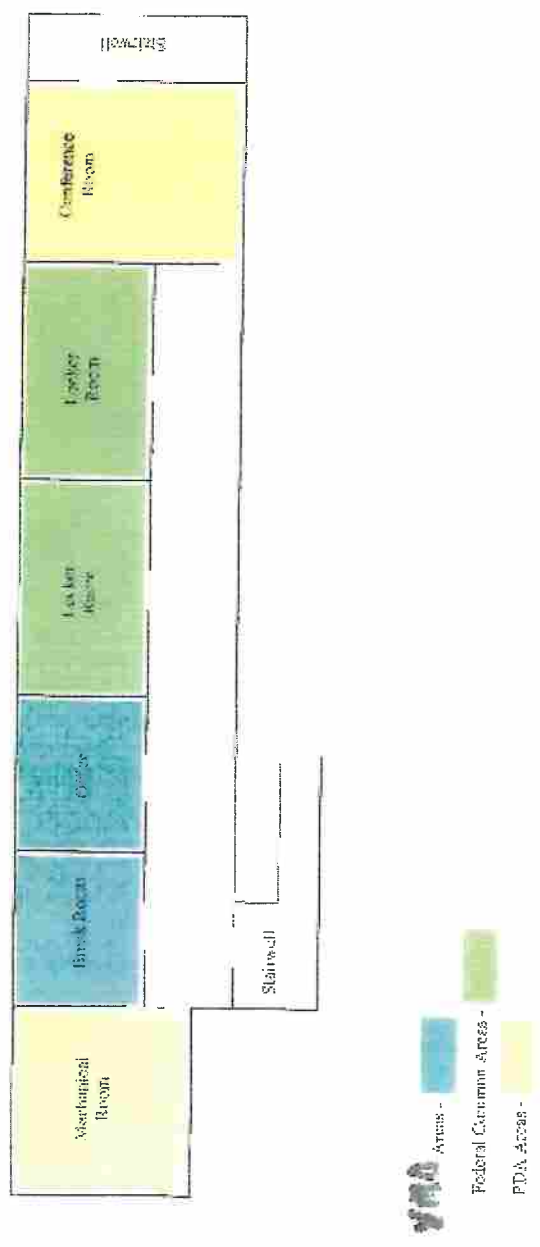 Stairwell
Conference
Room
Locker
Room
Locker
Room
Office
Break Room
Mechanical
Room
Stairwell
Areas -
Federal Common Areas -
PDA Areas -